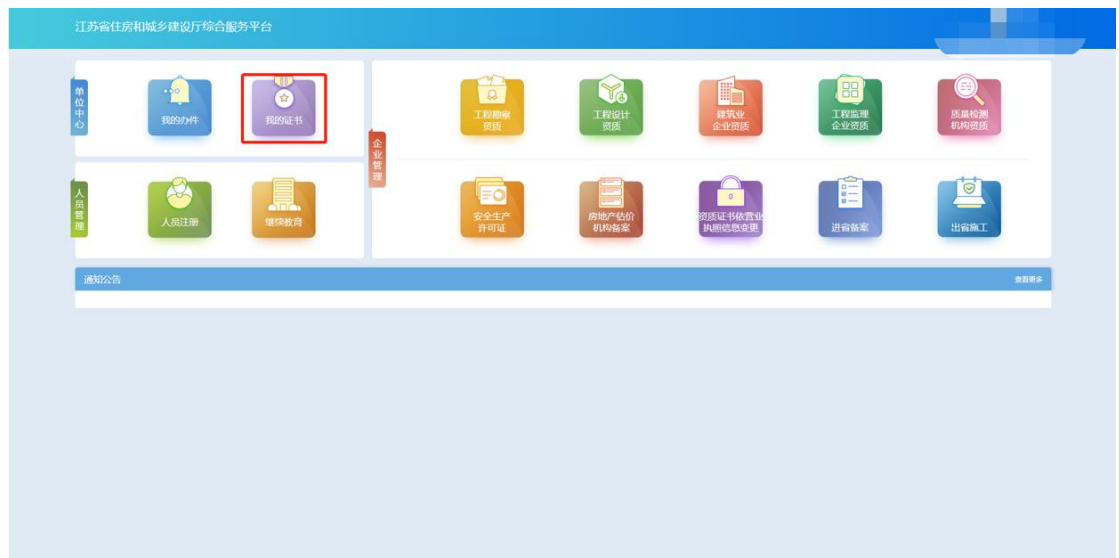 江苏省住房和城乡建设厅综合服务平台
单位中心
我的办件
我的证书
人员管理
人员注册
继续教育
企业管理
工程勘察
资质
工程设计
资质
建筑业
企业资质
工程监理
企业资质
质量检测
机构资质
安全生产
许可证
房地产估价
机构备案
资质证书依营业
执照信息变更
进省备案
出省施工
通知公告
查看更多